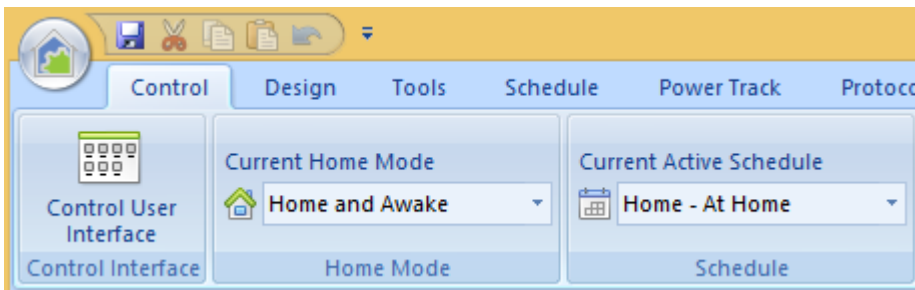 Control Design Tools Schedule Power Track Protoco
Current Home Mode Current Active Schedule
Home and Awake Home - At Home
Control User
Interface
Control Interface Home Mode Schedule